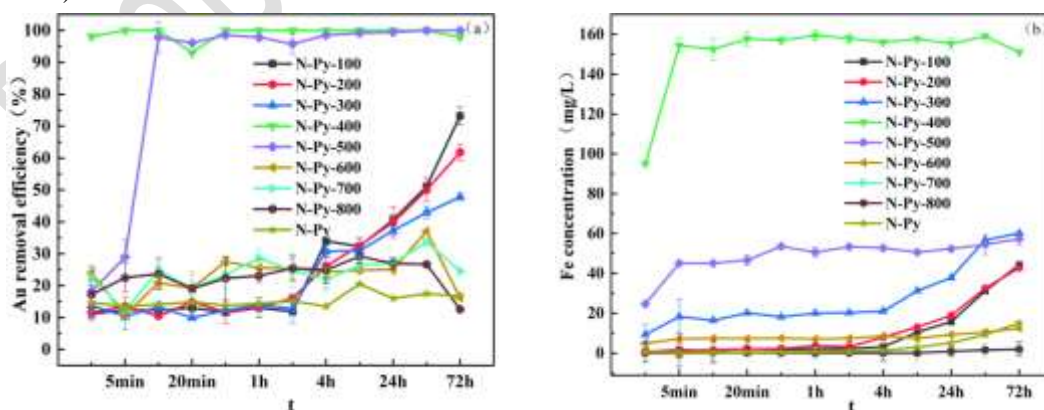 (a)
Au removal efficiency (%)
100
90
80
70
60
50
40
30
20
10
0
N-Py-100
N-Py-200
N-Py-300
N-Py-400
N-Py-500
N-Py-600
N-Py-700
N-Py-800
N-Py
5min
20min
1h
4h
24h
72h
t
(b)
Fe concentration (mg/L)
160
140
120
100
80
60
40
20
0
N-Py-100
N-Py-200
N-Py-300
N-Py-400
N-Py-500
N-Py-600
N-Py-700
N-Py-800
N-Py
5min
20min
1h
4h
24h
72h
t